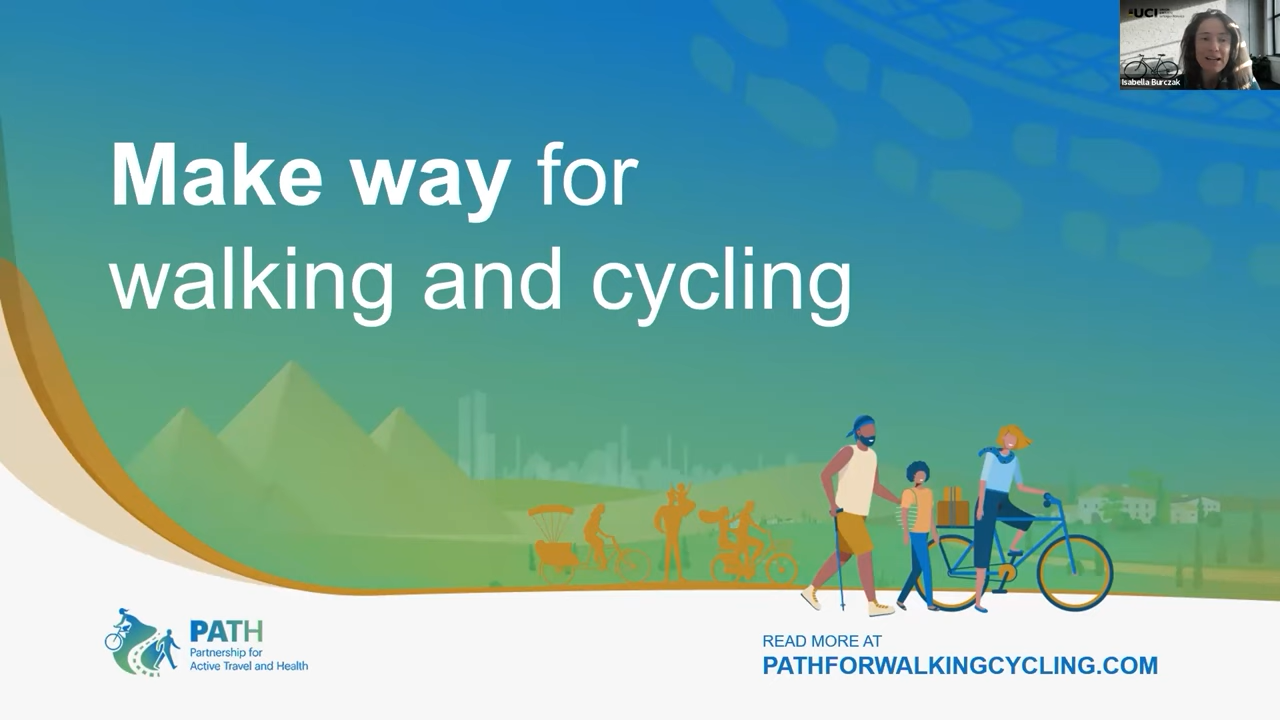 UCI
Isabella Burczak
Make way for
walking and cycling
PATH
Partnership for
Active Travel and Health
READ MORE AT
PATHFORWALKINGCYCLING.COM